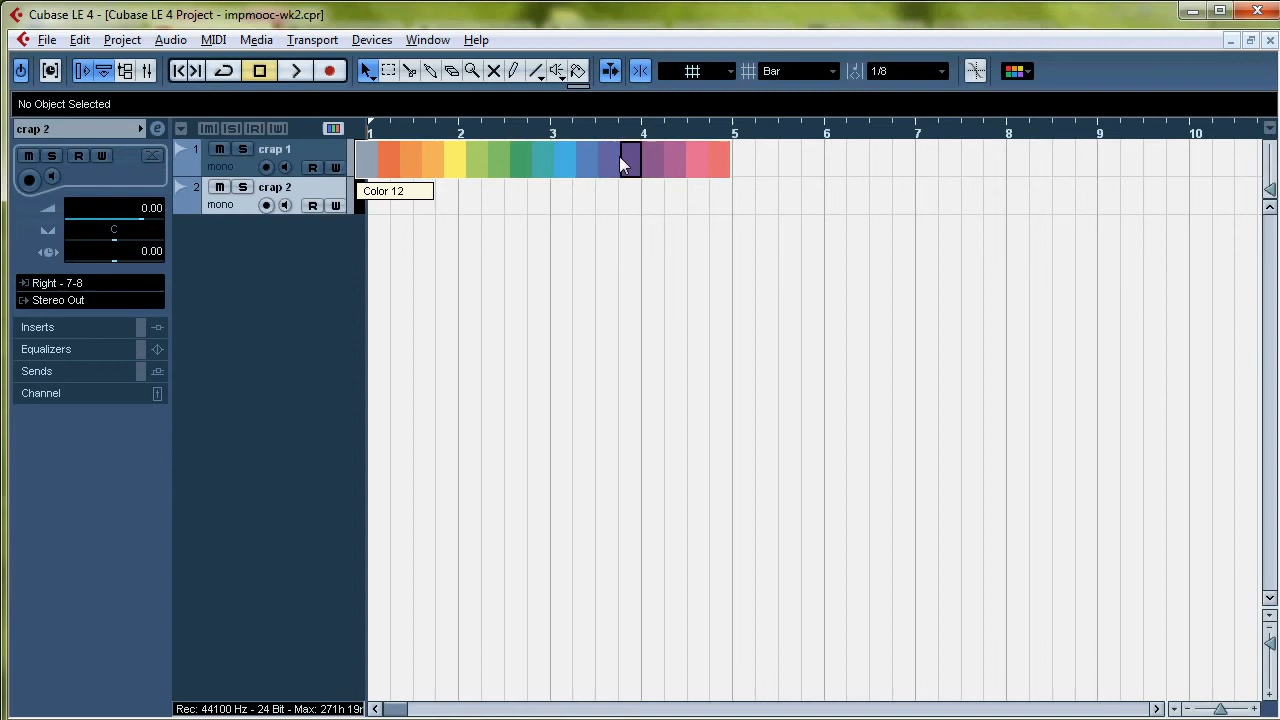 Cubase LE 4 - [Cubase LE 4 Project - impmooc-wk2.cpr]
File Edit Project Audio MIDI Media Transport Devices Window Help
Bar 1/8
No Object Selected
crap 2 e
[M] [S] [R] [W]
1 2 3 4 5 6 7 8 9 10
M S R W
1 M S crap 1
mono R W
2 M S crap 2
mono R W
Color 12
0.00
C
0.00
Right - 7-8
Stereo Out
Inserts
Equalizers
Sends
Channel
Rec: 44100 Hz - 24 Bit - Max: 271h 19r